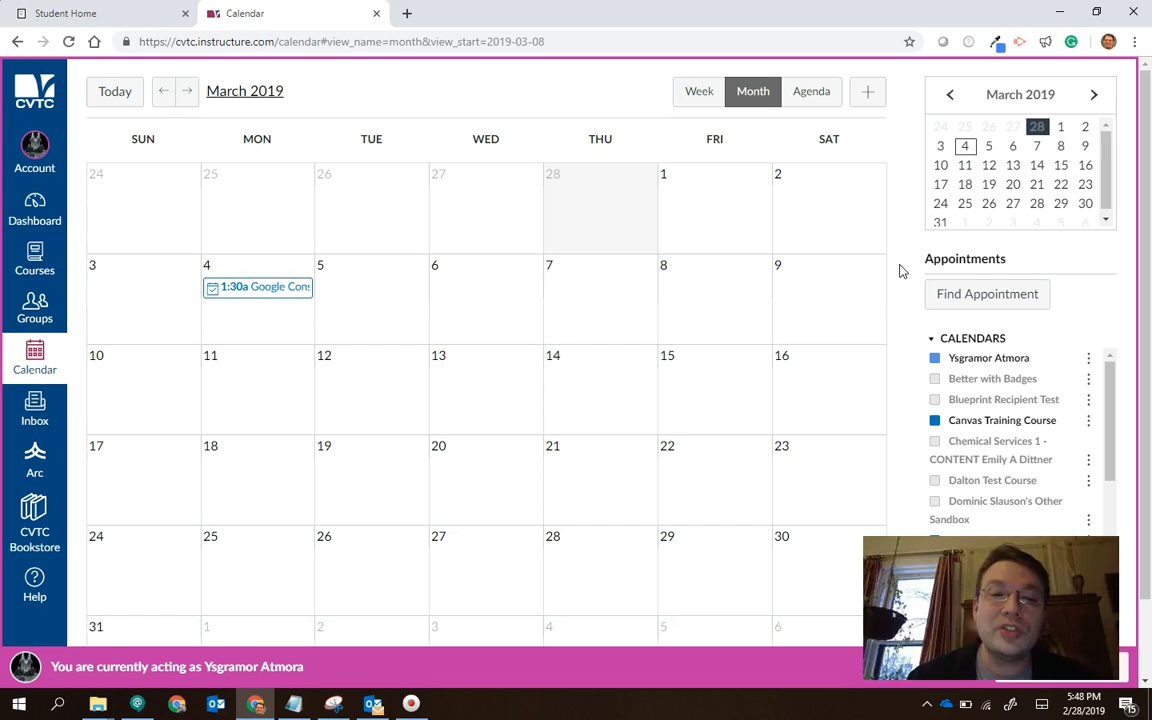 Student Home
Calendar
https://cvtc.instructure.com/calendar#view_name=month&view_start=2019-03-08
CVTC
Account
Dashboard
Courses
Groups
Calendar
Inbox
Arc
CVTC
Bookstore
Help
Today
March 2019
Week
Month
Agenda
SUN MON TUE WED THU FRI SAT
24 25 26 27 28 1 2
3 4 5 6 7 8 9
1:30a Google Cons
10 11 12 13 14 15 16
17 18 19 20 21 22 23
24 25 26 27 28 29 30
31 1 2 3 4 5 6
March 2019
24 25 26 27 28 1 2
3 4 5 6 7 8 9
10 11 12 13 14 15 16
17 18 19 20 21 22 23
24 25 26 27 28 29 30
31 1 2 3 4 5 6
Appointments
Find Appointment
CALENDARS
Ysgramor Atmora
Better with Badges
Blueprint Recipient Test
Canvas Training Course
Chemical Services 1 -
CONTENT Emily A Dittner
Dalton Test Course
Dominic Slauson's Other
Sandbox
You are currently acting as Ysgramor Atmora
5:48 PM
2/28/2019
15